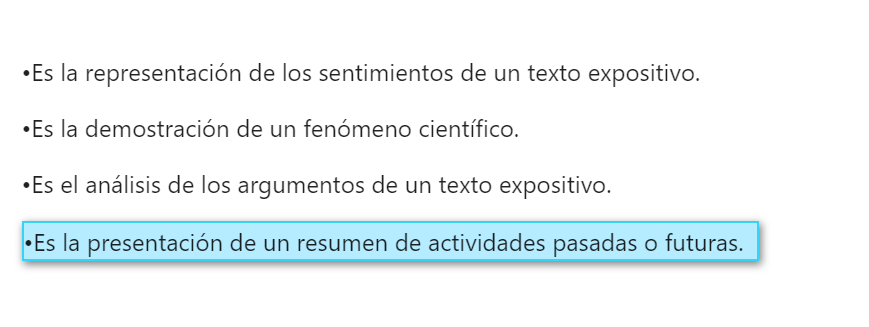 •Es la representación de los sentimientos de un texto expositivo.
•Es la demostración de un fenómeno científico.
•Es el análisis de los argumentos de un texto expositivo.
•Es la presentación de un resumen de actividades pasadas o futuras.